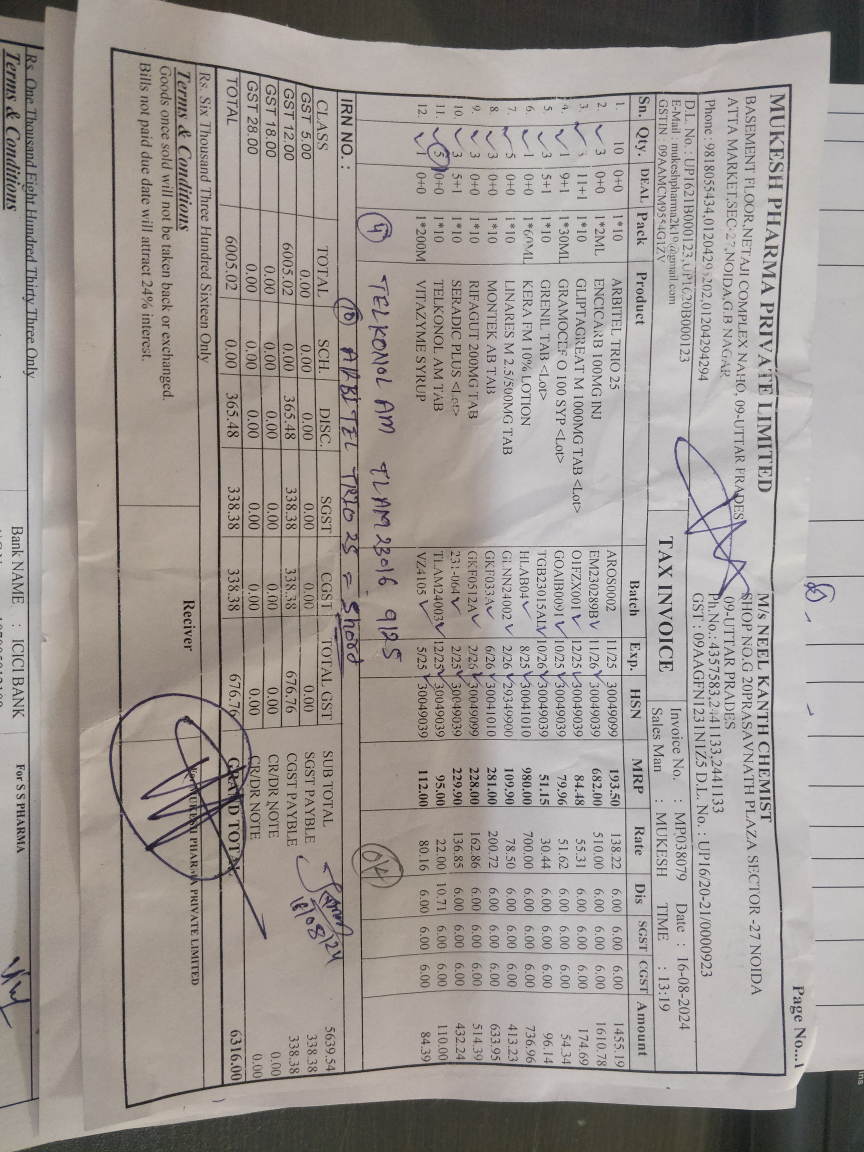 Page No...1
MUKESH PHARMA PRIVATE LIMITED
BASEMENT FLOOR,NETAJI COMPLEX NAHO, 09-UTTAR PRADES
ATTA MARKET,SEC-27,NOIDA,G.B NAGAR
Phone : 9818055434,01204295202,01204294294
D.L. No. : UP1621B000123,UP1620B000123
E-Mail : mukeshpharma2k19@gmail.com
GSTIN : 09AAMCM9554G1ZV
M/s NEEL KANTH CHEMIST
SHOP NO.G 20PRASAVNATH PLAZA SECTOR -27 NOIDA
09-UTTAR PRADES
Ph.No.: 4357583,2441133,2441133
GST : 09AAGFN1231N1Z5 D.L. No. : UP16/20-21/0000923
TAX INVOICE
Invoice No. : MP038079 Date : 16-08-2024
Sales Man : MUKESH TIME : 13:19
Sn. Qty. DEAL Pack Product Batch Exp. HSN MRP Rate Dis SGST CGST Amount
1. 10 0+0 1*10 ARBITEL TRIO 25 AROS0002 11/25 30049099 193.50 138.22 6.00 6.00 6.00 1455.19
2. 3 0+0 1*2ML ENCICARB 100MG INJ EM230289B 11/26 30049039 682.00 510.00 6.00 6.00 6.00 1610.78
3. 3 11+1 1*10 GLIPTAGREAT M 1000MG TAB <Lot> O1FZX001 12/25 30049039 84.48 55.31 6.00 6.00 6.00 174.69
4. 1 9+1 1*30ML GRAMOCEF O 100 SYP <Lot> GOAIB0091 10/25 30049039 79.96 51.62 6.00 6.00 6.00 54.34
5. 3 5+1 1*10 GRENIL TAB <Lot> TGB23015AL 10/26 30049039 51.15 30.44 6.00 6.00 6.00 96.14
6. 1 0+0 1*60ML KERA FM 10% LOTION HLAB04 8/25 30041010 980.00 700.00 6.00 6.00 6.00 736.96
7. 5 0+0 1*10 LINARES M 2.5/500MG TAB GLNN24002 2/26 29349900 109.90 78.50 6.00 6.00 6.00 413.23
8. 3 0+0 1*10 MONTEK AB TAB GKF033A 6/26 30041010 281.00 200.72 6.00 6.00 6.00 633.95
9. 3 0+0 1*10 RIFAGUT 200MG TAB GKF0512A 2/26 30049099 228.00 162.86 6.00 6.00 6.00 514.39
10. 3 5+1 1*10 SERADIC PLUS <Lot> 231-064 2/25 30049039 229.90 136.85 6.00 6.00 6.00 432.24
11. 5 0+0 1*10 TELKONOL AM TAB TLAM24003 12/25 30049039 95.00 22.00 10.71 6.00 6.00 110.00
12. 1 0+0 1*200M VITAZYME SYRUP VZ4105 5/25 30049039 112.00 80.16 6.00 6.00 6.00 84.39
TELKONOL AM TLAM23016 9/25
04
10 ARBITEL TRIO 25 = Shood
IRN NO. :
18/08/24
CLASS TOTAL SCH. DISC. SGST CGST TOTAL GST
GST 5.00 0.00 0.00 0.00 0.00 0.00 0.00
GST 12.00 6005.02 0.00 365.48 338.38 338.38 676.76
GST 18.00 0.00 0.00 0.00 0.00 0.00 0.00
GST 28.00 0.00 0.00 0.00 0.00 0.00 0.00
TOTAL 6005.02 0.00 365.48 338.38 338.38 676.76
SUB TOTAL 5639.54
SGST PAYBLE 338.38
CGST PAYBLE 338.38
CR/DR NOTE 0.00
CR/DR NOTE 0.00
GRAND TOTAL 6316.00
Rs. Six Thousand Three Hundred Sixteen Only
Terms & Conditions
Goods once sold will not be taken back or exchanged.
Bills not paid due date will attract 24% interest.
Reciver
For MUKESH PHARMA PRIVATE LIMITED
Rs. One Thousand Eight Hundred Thirty Three Only
Terms & Conditions
Bank NAME : ICICI BANK
For S S PHARMA